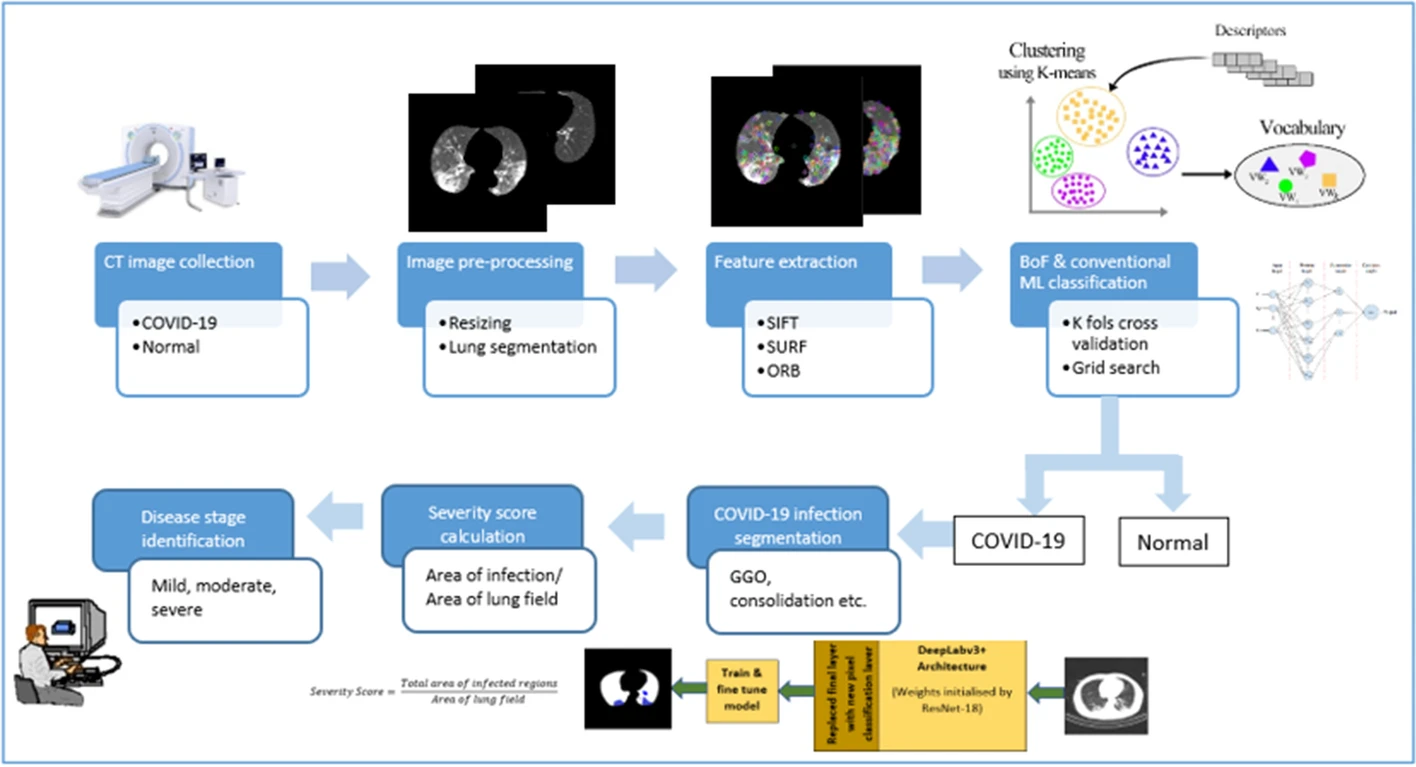 Descriptors
Clustering
using K-means
Vocabulary
VW
VW
VW
VW
CT image collection
•COVID-19
•Normal
Image pre-processing
•Resizing
•Lung segmentation
Feature extraction
•SIFT
•SURF
•ORB
BoF & conventional
ML classification
•K fols cross
validation
•Grid search
COVID-19
Normal
COVID-19 infection
segmentation
GGO,
consolidation etc.
Severity score
calculation
Area of infection/
Area of lung field
Disease stage
identification
Mild, moderate,
severe
Severity Score = Total area of infected regions
Area of lung field
Train &
fine tune
model
Replaced final layer
with new pixel
classification layer
DeepLabv3+
Architecture
(Weights initialised by
ResNet-18)